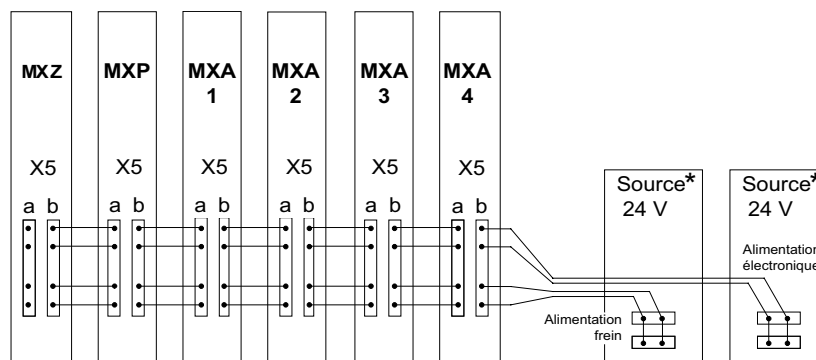 MXZ
MXP
MXA
1
MXA
2
MXA
3
MXA
4
X5
X5
X5
X5
X5
X5
a b
a b
a b
a b
a b
a b
Source*
24 V
Source*
24 V
Alimentation
électronique
Alimentation
frein